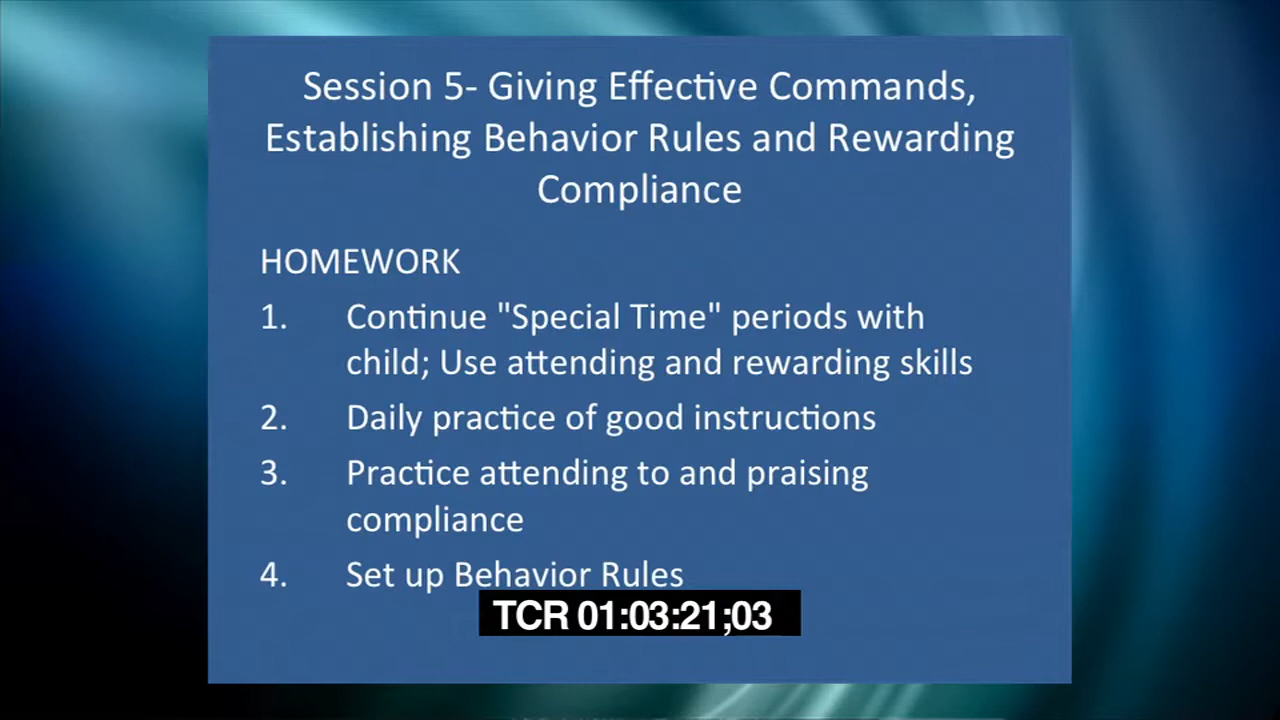 Session 5- Giving Effective Commands,
Establishing Behavior Rules and Rewarding
Compliance
HOMEWORK
1. Continue "Special Time" periods with
child; Use attending and rewarding skills
2. Daily practice of good instructions
3. Practice attending to and praising
compliance
4. Set up Behavior Rules
TCR 01:03:21;03